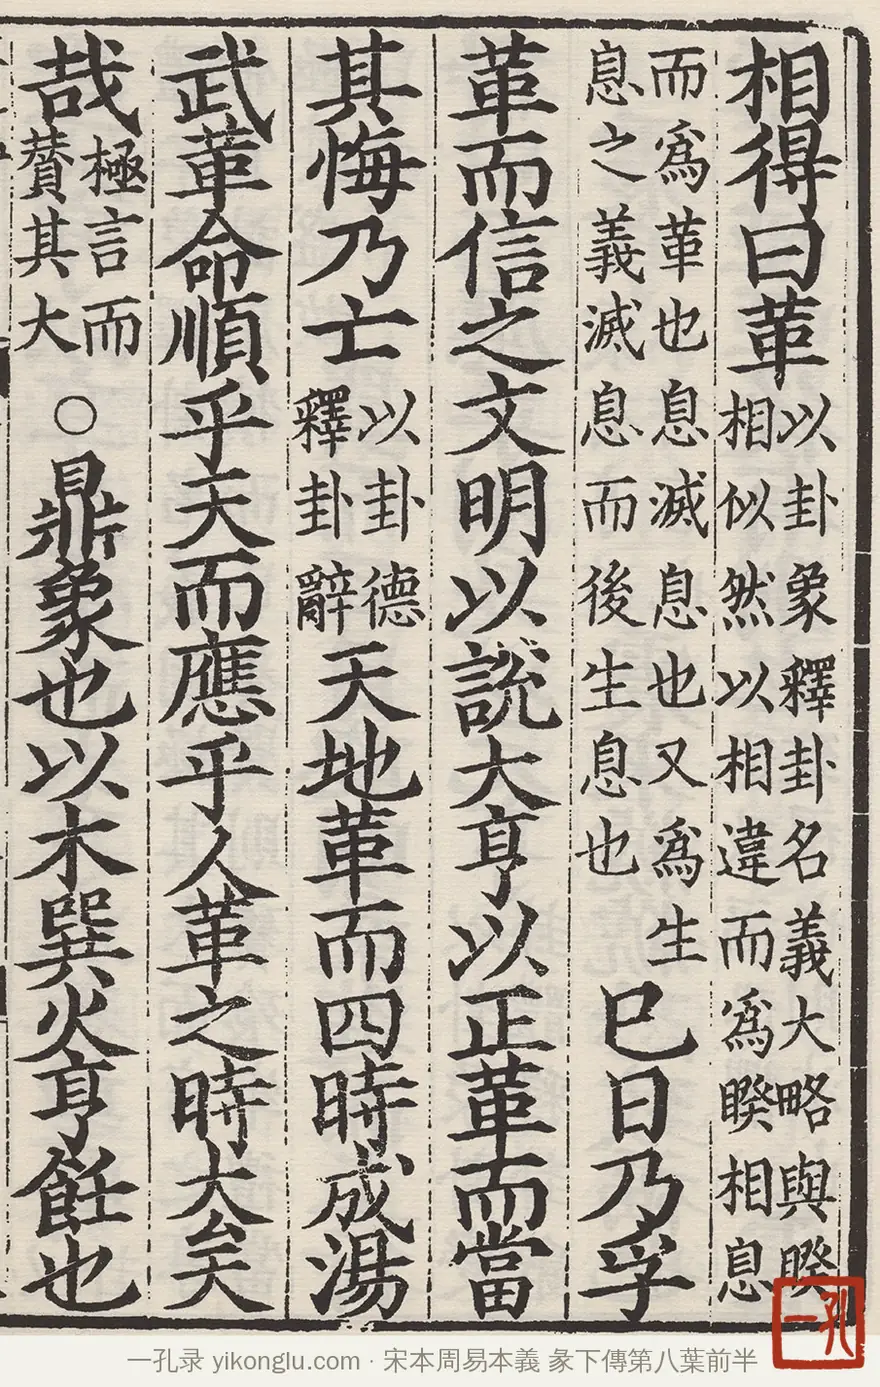 相得曰革以卦象釋卦名義大略與睽相似然以相違而爲睽相息
而爲革也息滅息也又爲生息之義滅息而後生息也巳日乃孚
革而信之文明以說大亨以正革而當
其悔乃亡以卦德釋卦辭天地革而四時成湯
武革命順乎天而應乎人革之時大矣
哉極言而贊其大○鼎象也以木巽火亨飪也
一孔
一孔录 yikonglu.com · 宋本周易本義 彖下傳第八葉前半